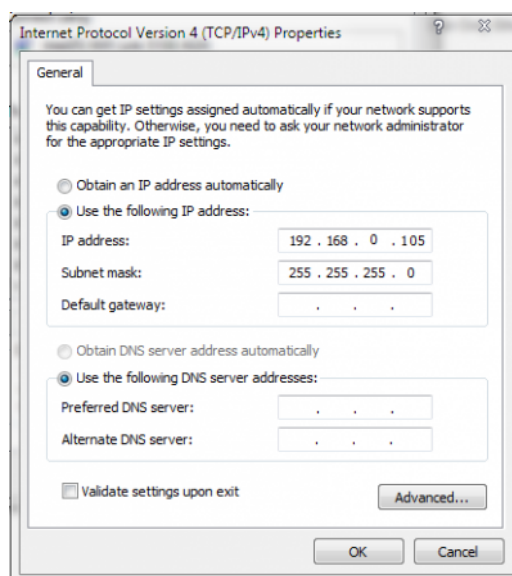 Internet Protocol Version 4 (TCP/IPv4) Properties
General
You can get IP settings assigned automatically if your network supports
this capability. Otherwise, you need to ask your network administrator
for the appropriate IP settings.
Obtain an IP address automatically
Use the following IP address:
IP address: 192 . 168 . 0 . 105
Subnet mask: 255 . 255 . 255 . 0
Default gateway: . . .
Obtain DNS server address automatically
Use the following DNS server addresses:
Preferred DNS server: . . .
Alternate DNS server: . . .
Validate settings upon exit
Advanced...
OK Cancel